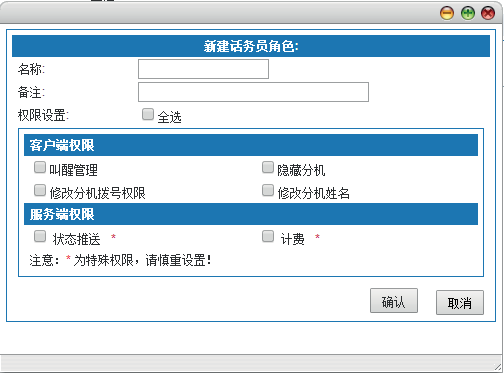 新建话务员角色:
名称:
备注:
权限设置: 全选
客户端权限
叫醒管理 隐藏分机
修改分机拨号权限 修改分机姓名
服务端权限
状态推送 * 计费 *
注意：* 为特殊权限，请慎重设置！
确认 取消